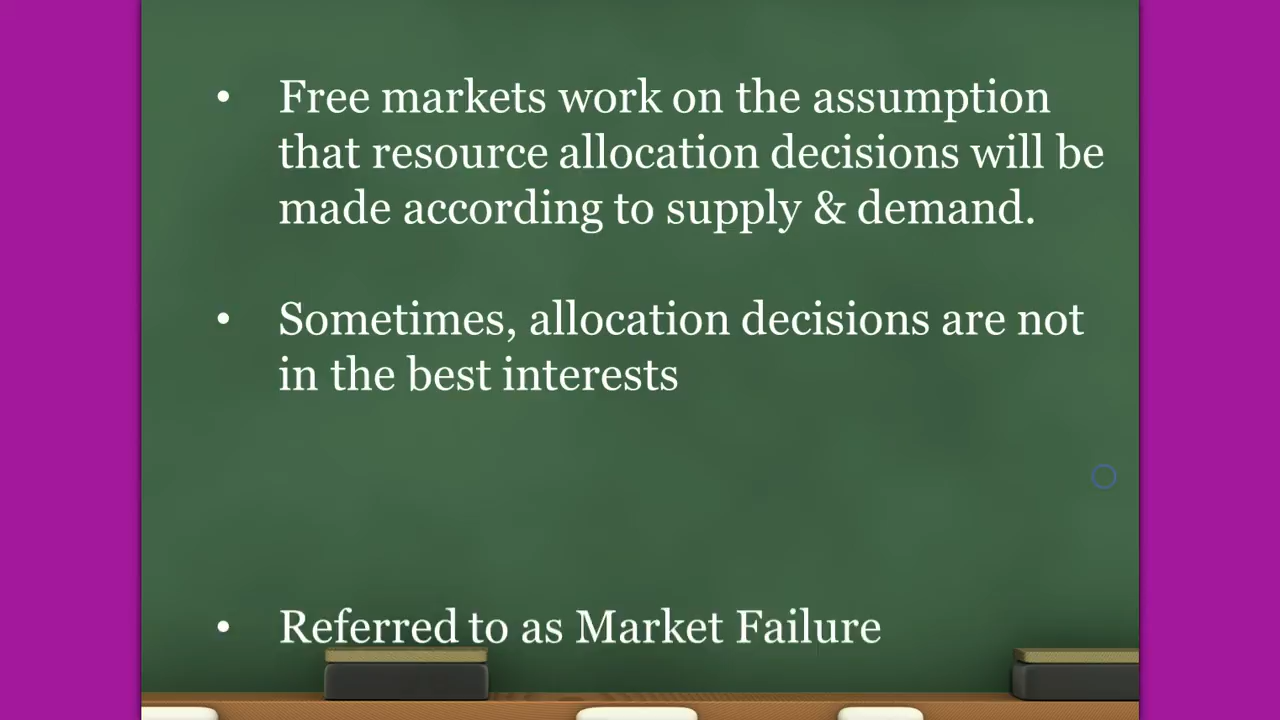 • Free markets work on the assumption
that resource allocation decisions will be
made according to supply & demand.
• Sometimes, allocation decisions are not
in the best interests
• Referred to as Market Failure